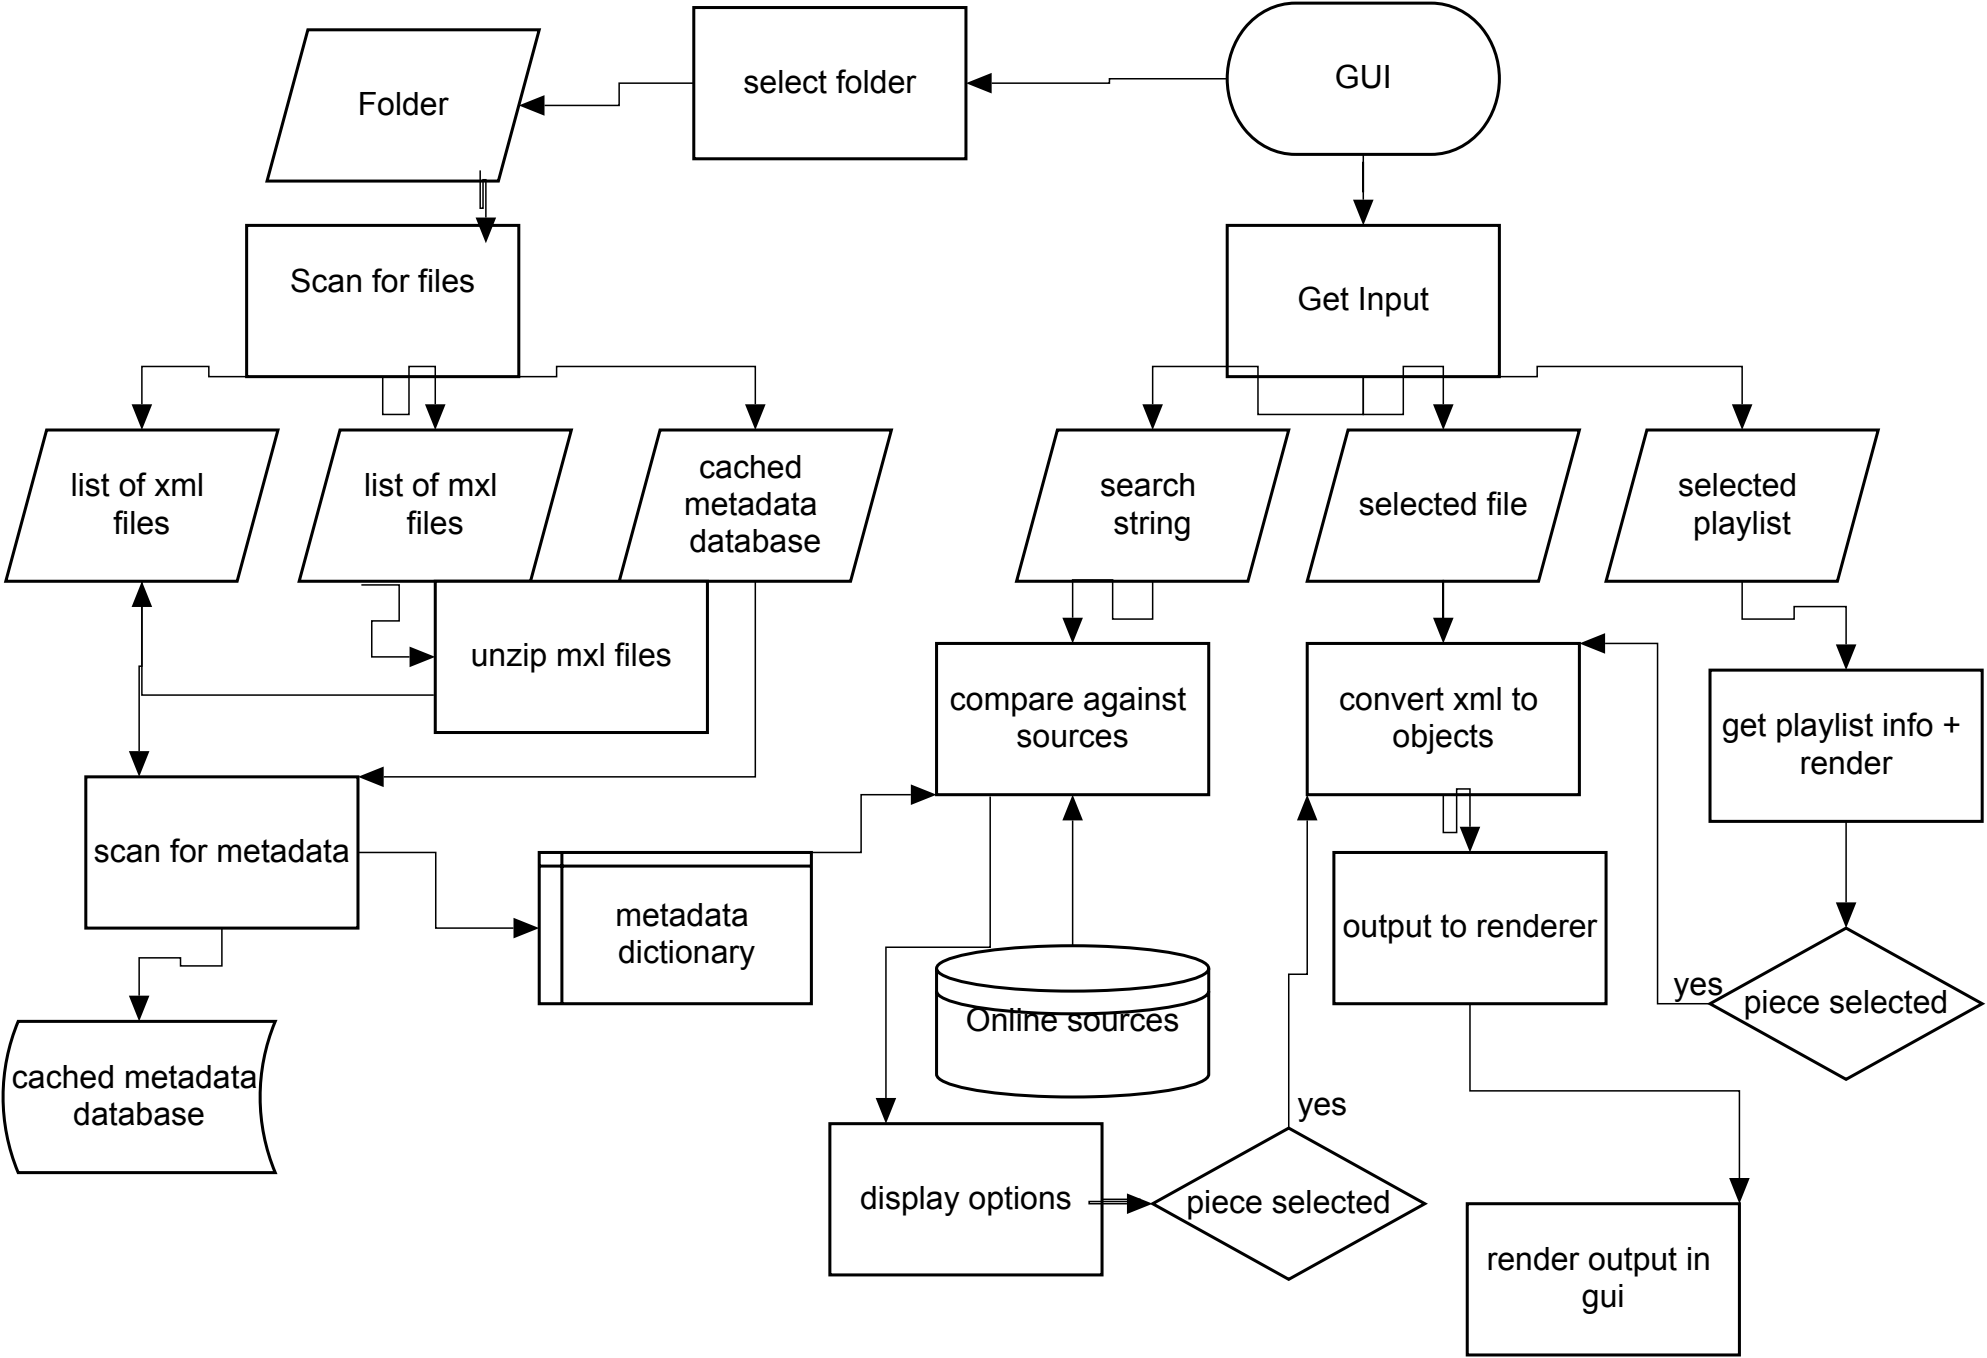 GUI
select folder
Folder
Scan for files
Get Input
list of xml
files
list of mxl
files
cached
metadata
database
search
string
selected file
selected
playlist
unzip mxl files
compare against
sources
convert xml to
objects
get playlist info +
render
scan for metadata
metadata
dictionary
output to renderer
yes
piece selected
Online sources
cached metadata
database
yes
display options
piece selected
render output in
gui